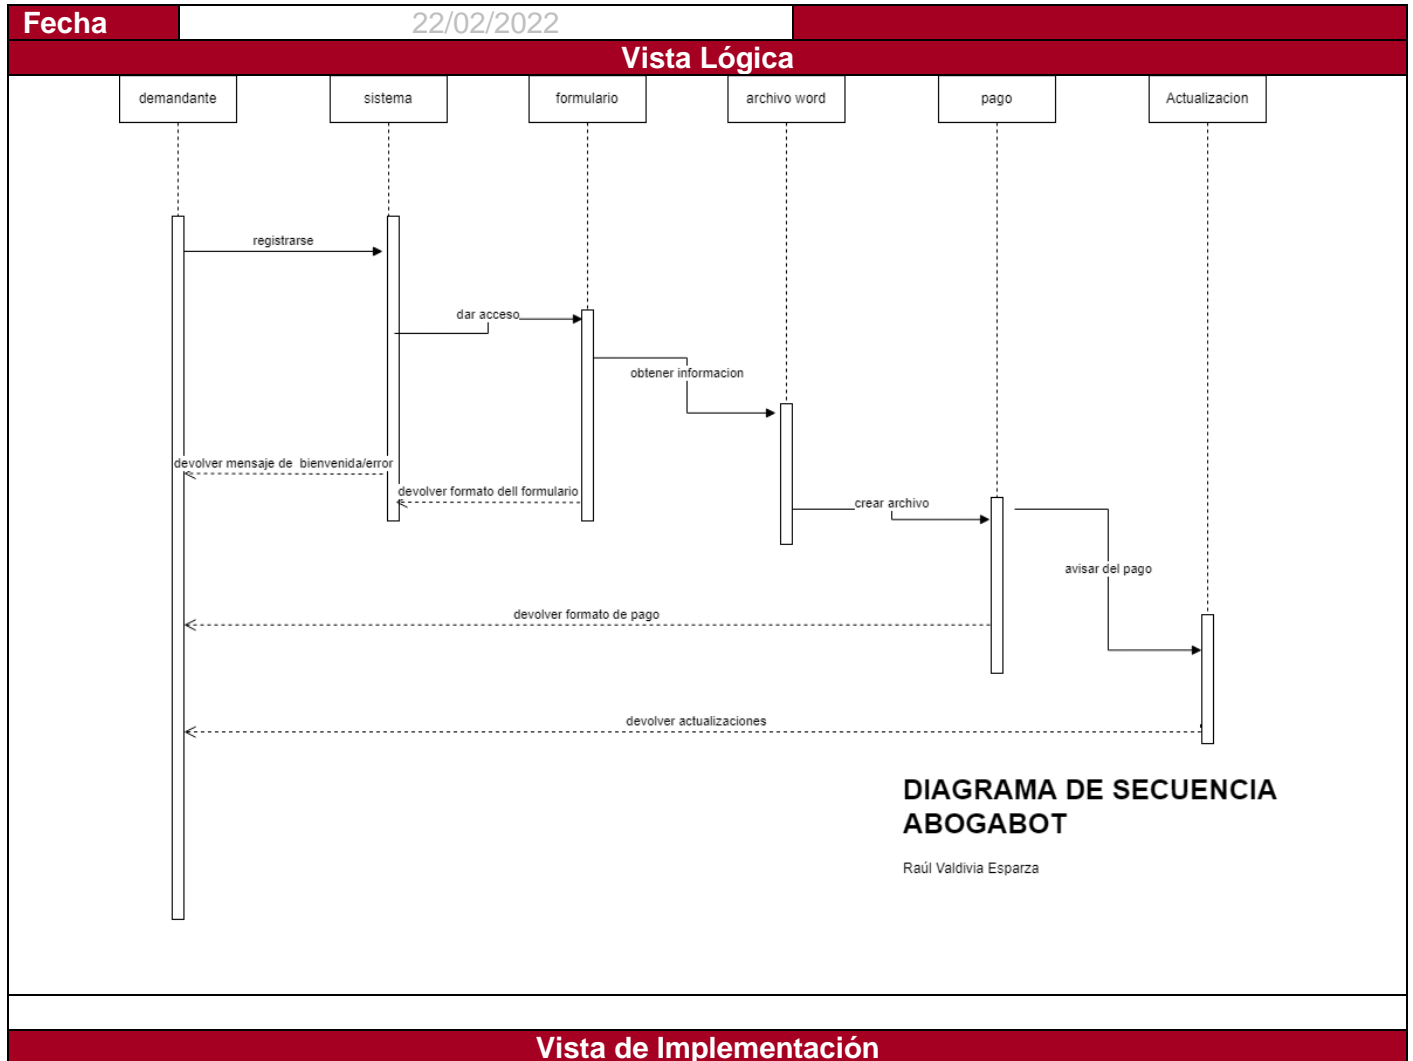 Fecha 22/02/2022
Vista Lógica
demandante sistema formulario archivo word pago Actualizacion
registrarse
dar acceso
obtener informacion
devolver mensaje de  bienvenida/error
devolver formato dell formulario
crear archivo
avisar del pago
devolver formato de pago
devolver actualizaciones
DIAGRAMA DE SECUENCIA
ABOGABOT
Raúl Valdivia Esparza
Vista de Implementación